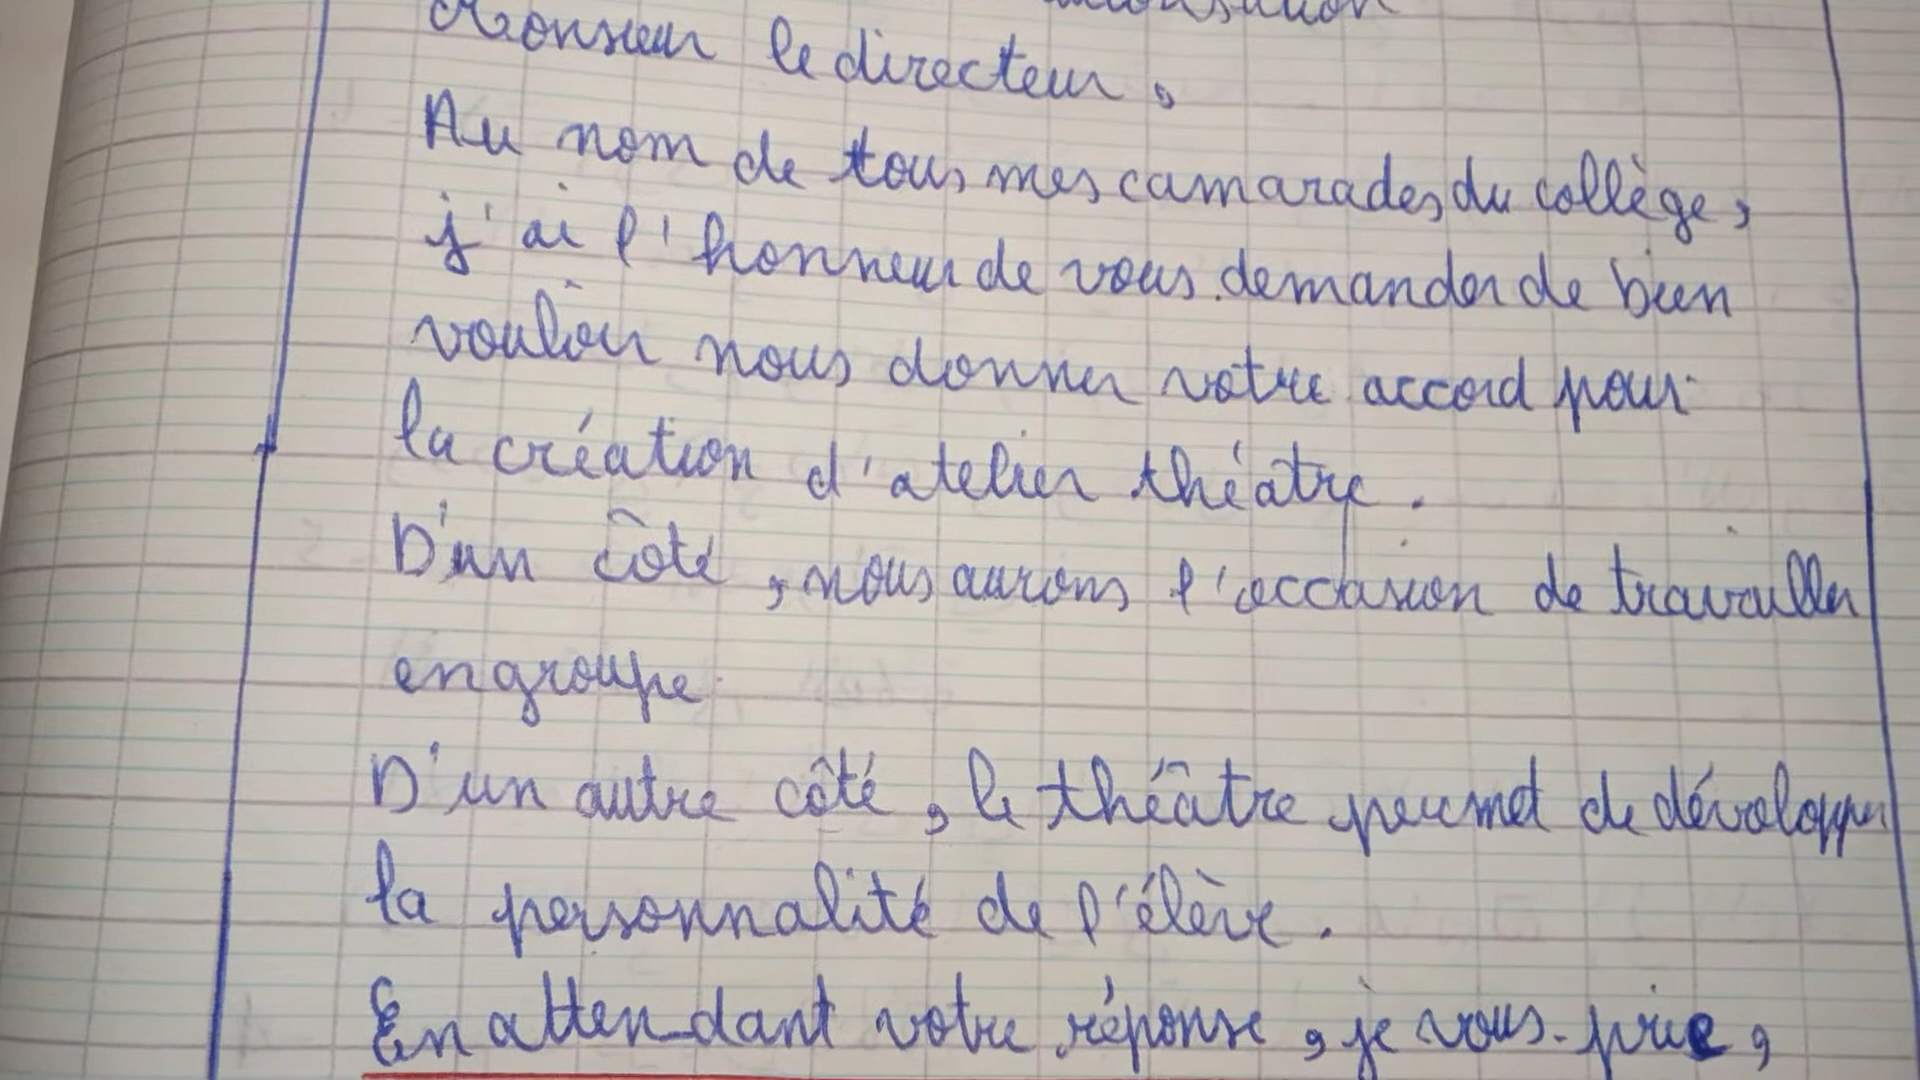 Monsieur le directeur,
Au nom de tous mes camarades du collège,
j'ai l'honneur de vous demander de bien
vouloir nous donner votre accord pour
la création d'atelier théâtre.
D'un côté, nous aurons l'occasion de travailler
en groupe.
D'un autre côté, le théâtre permet de développer
la personnalité de l'élève.
En attendant votre réponse, je vous prie,